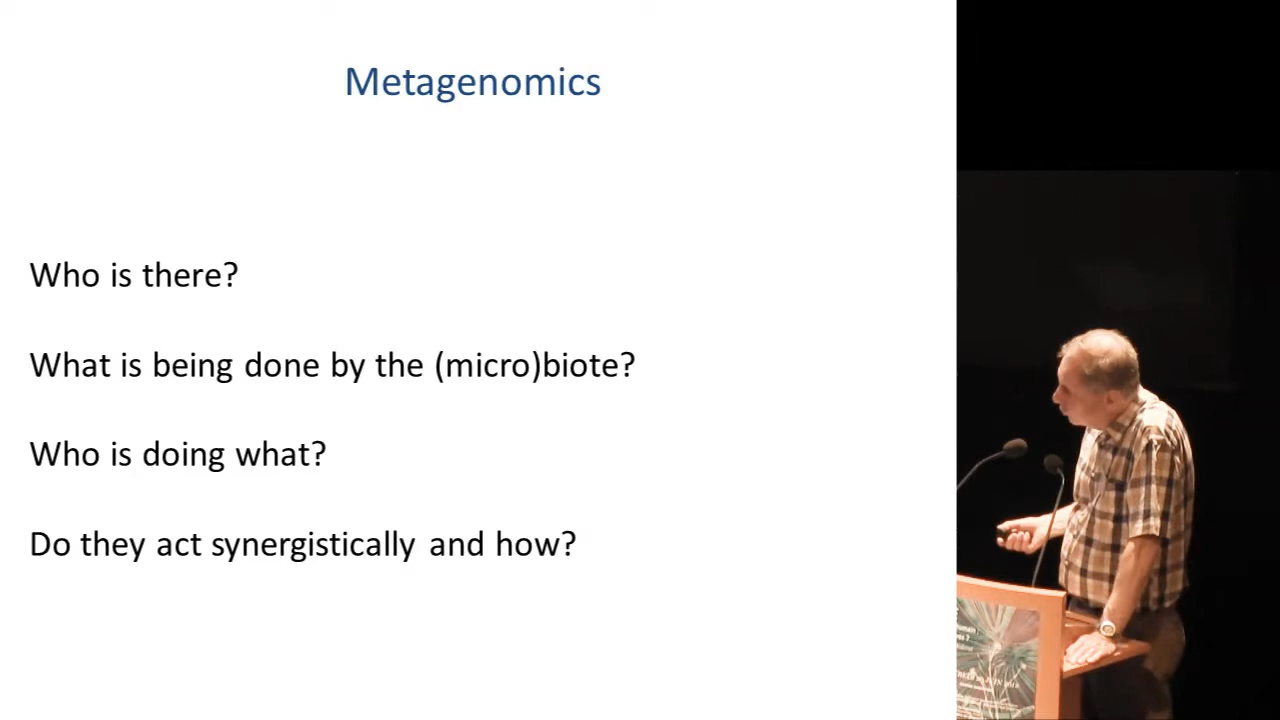 Metagenomics
Who is there?
What is being done by the (micro)biote?
Who is doing what?
Do they act synergistically and how?